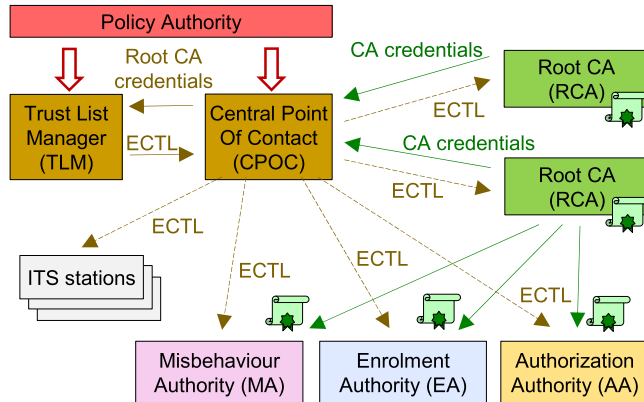 Policy Authority
Root CA
credentials
CA credentials
Root CA
(RCA)
Trust List
Manager
(TLM)
ECTL
Central Point
Of Contact
(CPOC)
ECTL
CA credentials
ECTL
Root CA
(RCA)
ECTL
ECTL
ECTL
ECTL
ECTL
ITS stations
Misbehaviour
Authority (MA)
Enrolment
Authority (EA)
Authorization
Authority (AA)